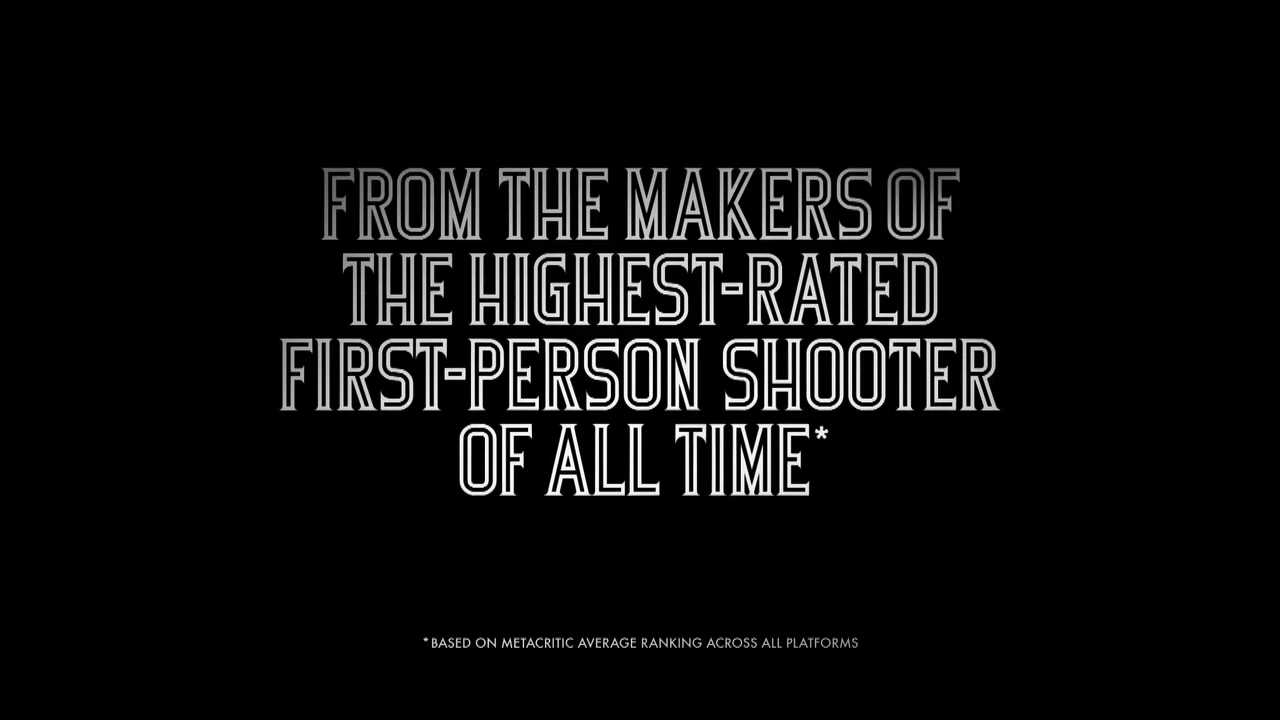 FROM THE MAKERS OF
THE HIGHEST-RATED
FIRST-PERSON SHOOTER
OF ALL TIME*
*BASED ON METACRITIC AVERAGE RANKING ACROSS ALL PLATFORMS